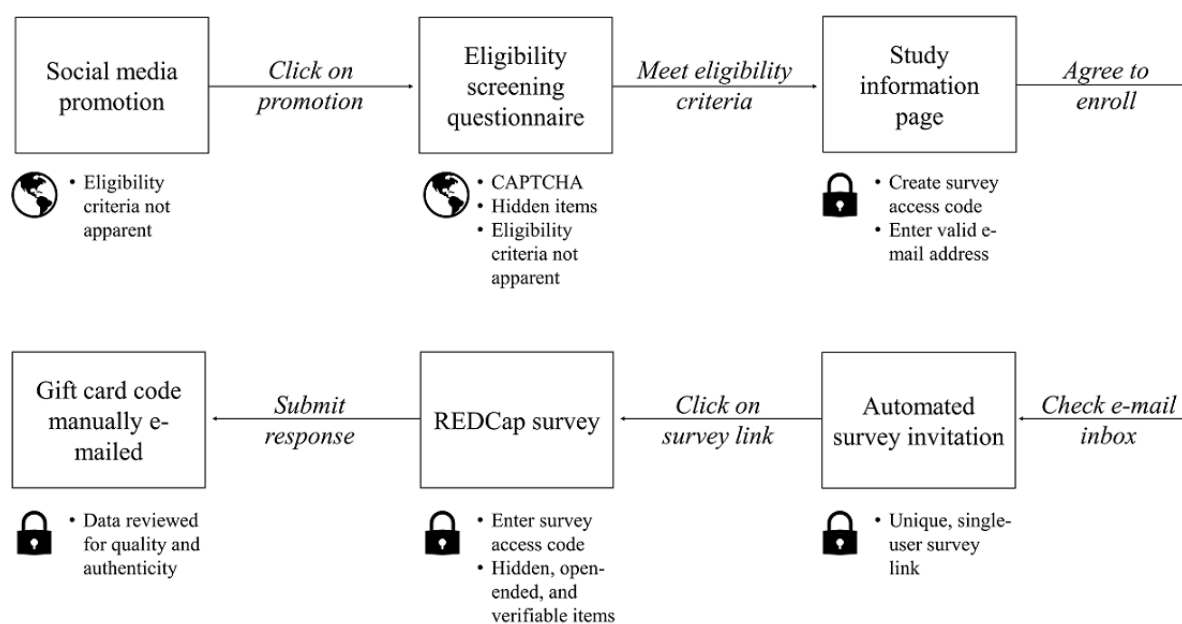 Social media
promotion
Click on
promotion
Eligibility
screening
questionnaire
Meet eligibility
criteria
Study
information
page
Agree to
enroll
• Eligibility
criteria not
apparent
• CAPTCHA
• Hidden items
• Eligibility
criteria not
apparent
• Create survey
access code
• Enter valid e-
mail address
Gift card code
manually e-
mailed
Submit
response
REDCap survey
Click on
survey link
Automated
survey invitation
Check e-mail
inbox
• Data reviewed
for quality and
authenticity
• Enter survey
access code
• Hidden, open-
ended, and
verifiable items
• Unique, single-
user survey
link